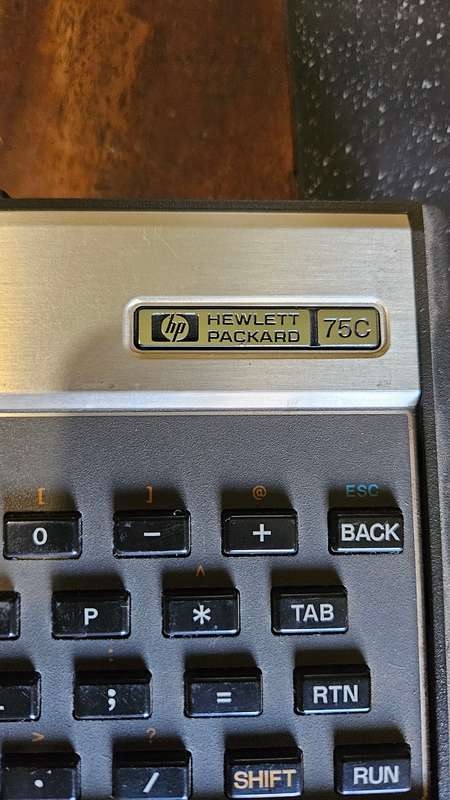 hp HEWLETT PACKARD 75C
[ ] @ ESC
0 - + BACK
^
P * TAB
; = RTN
> ?
. / SHIFT RUN